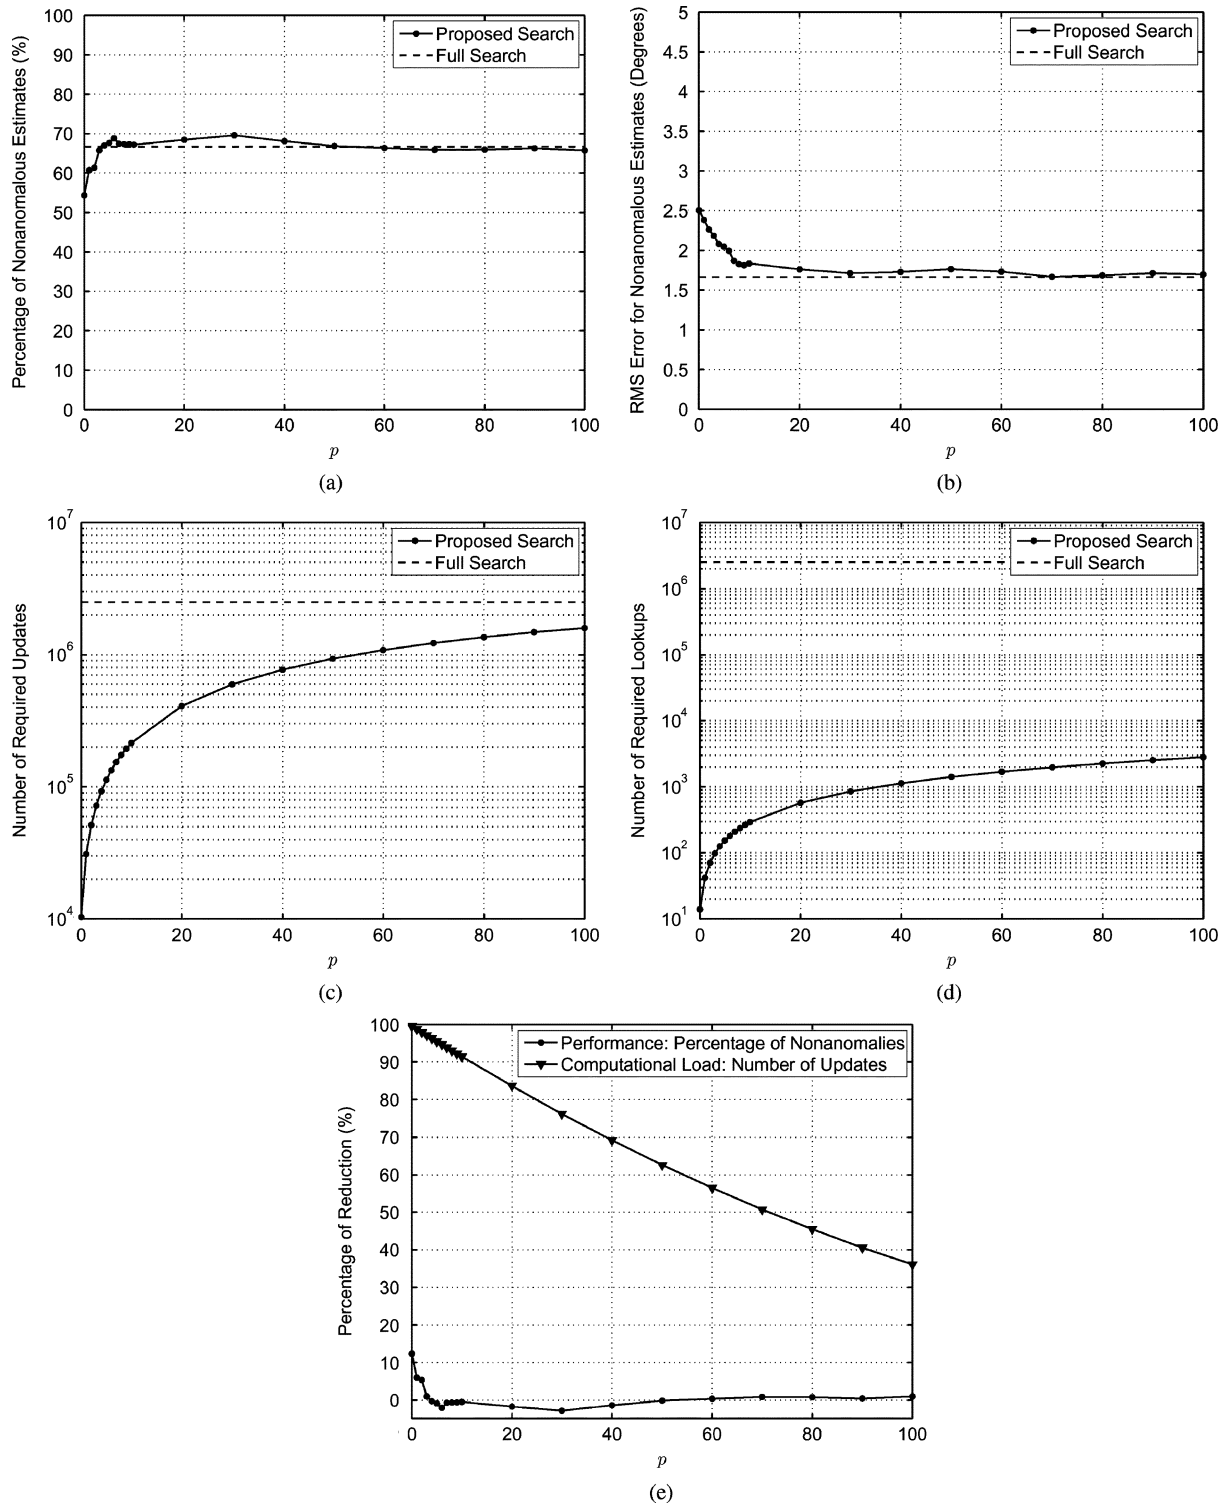 Percentage of Nonanomalous Estimates (%)
100
90
80
70
60
50
40
30
20
10
0
Proposed Search
Full Search
0 20 40 60 80 100
p
(a)
RMS Error for Nonanomalous Estimates (Degrees)
5
4.5
4
3.5
3
2.5
2
1.5
1
0.5
0
Proposed Search
Full Search
0 20 40 60 80 100
p
(b)
Number of Required Updates
10^7
10^6
10^5
10^4
Proposed Search
Full Search
0 20 40 60 80 100
p
(c)
Number of Required Lookups
10^7
10^6
10^5
10^4
10^3
10^2
10^1
Proposed Search
Full Search
0 20 40 60 80 100
p
(d)
Percentage of Reduction (%)
100
90
80
70
60
50
40
30
20
10
0
Performance: Percentage of Nonanomalies
Computational Load: Number of Updates
0 20 40 60 80 100
p
(e)